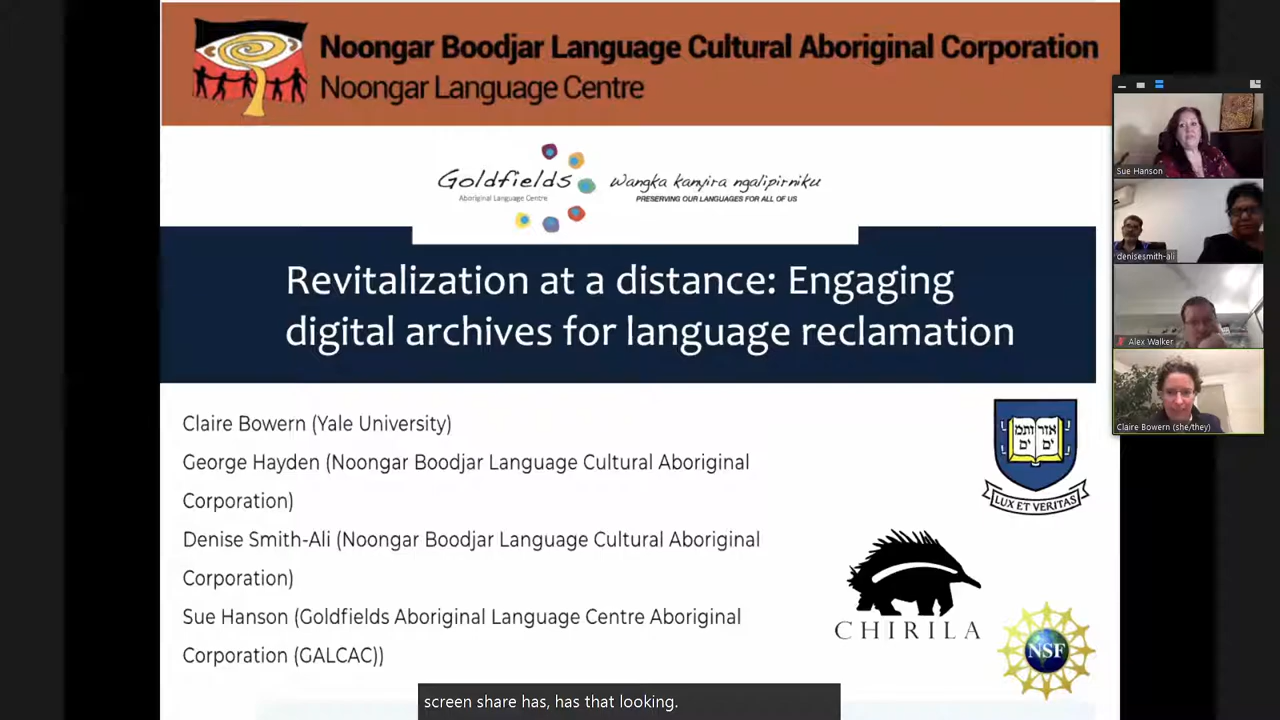 Noongar Boodjar Language Cultural Aboriginal Corporation
Noongar Language Centre
Goldfields
Aboriginal Language Centre
Wangka kanyira ngalipirniku
PRESERVING OUR LANGUAGES FOR ALL OF US
Revitalization at a distance: Engaging
digital archives for language reclamation
Claire Bowern (Yale University)
George Hayden (Noongar Boodjar Language Cultural Aboriginal
Corporation)
Denise Smith-Ali (Noongar Boodjar Language Cultural Aboriginal
Corporation)
Sue Hanson (Goldfields Aboriginal Language Centre Aboriginal
Corporation (GALCAC))
אורים
ותמים
LUX ET VERITAS
CHIRILA
NSF
screen share has, has that looking.
Sue Hanson
denisesmith-ali
Alex Walker
Claire Bowern (she/they)